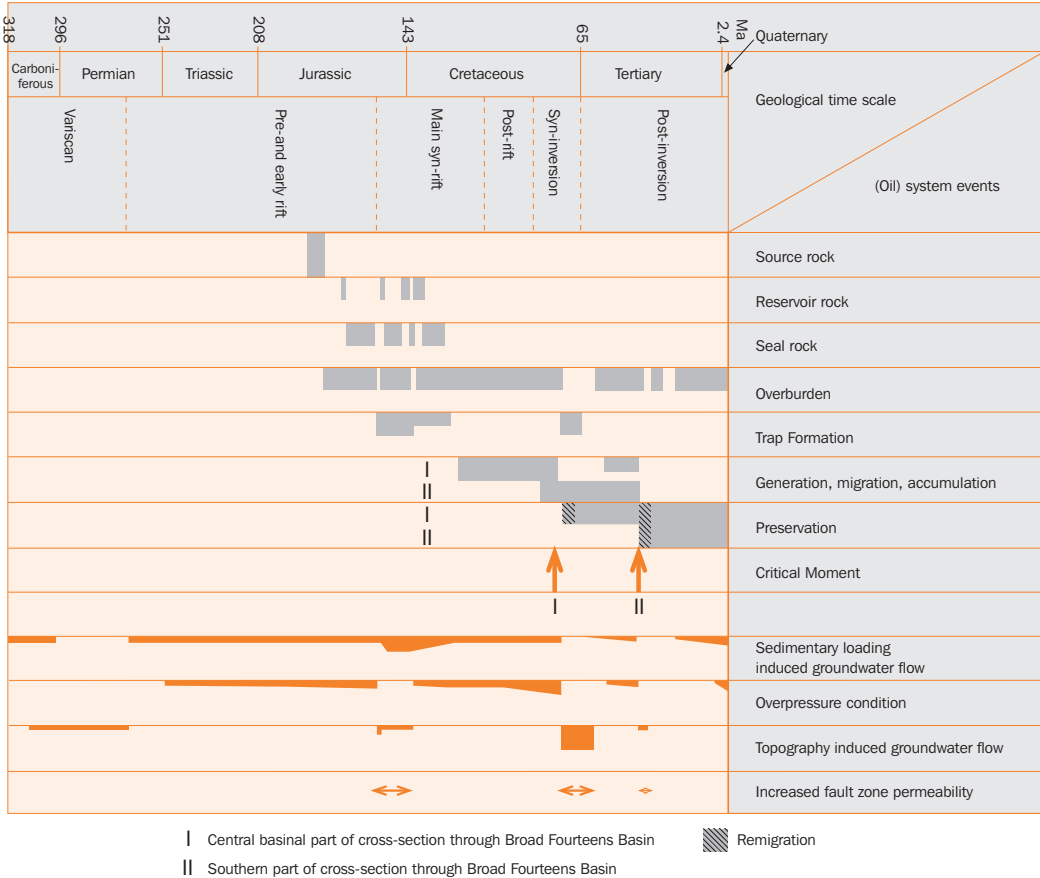 318
296
251
208
143
65
2.4
Ma
Quaternary
Carboni-
ferous
Permian
Triassic
Jurassic
Cretaceous
Tertiary
Geological time scale
(Oil) system events
Variscan
Pre-and early rift
Main syn-rift
Post-rift
Syn-inversion
Post-inversion
Source rock
Reservoir rock
Seal rock
Overburden
Trap Formation
I
II
Generation, migration, accumulation
I
II
Preservation
Critical Moment
I
II
Sedimentary loading
induced groundwater flow
Overpressure condition
Topography induced groundwater flow
Increased fault zone permeability
I Central basinal part of cross-section through Broad Fourteens Basin
Remigration
II Southern part of cross-section through Broad Fourteens Basin